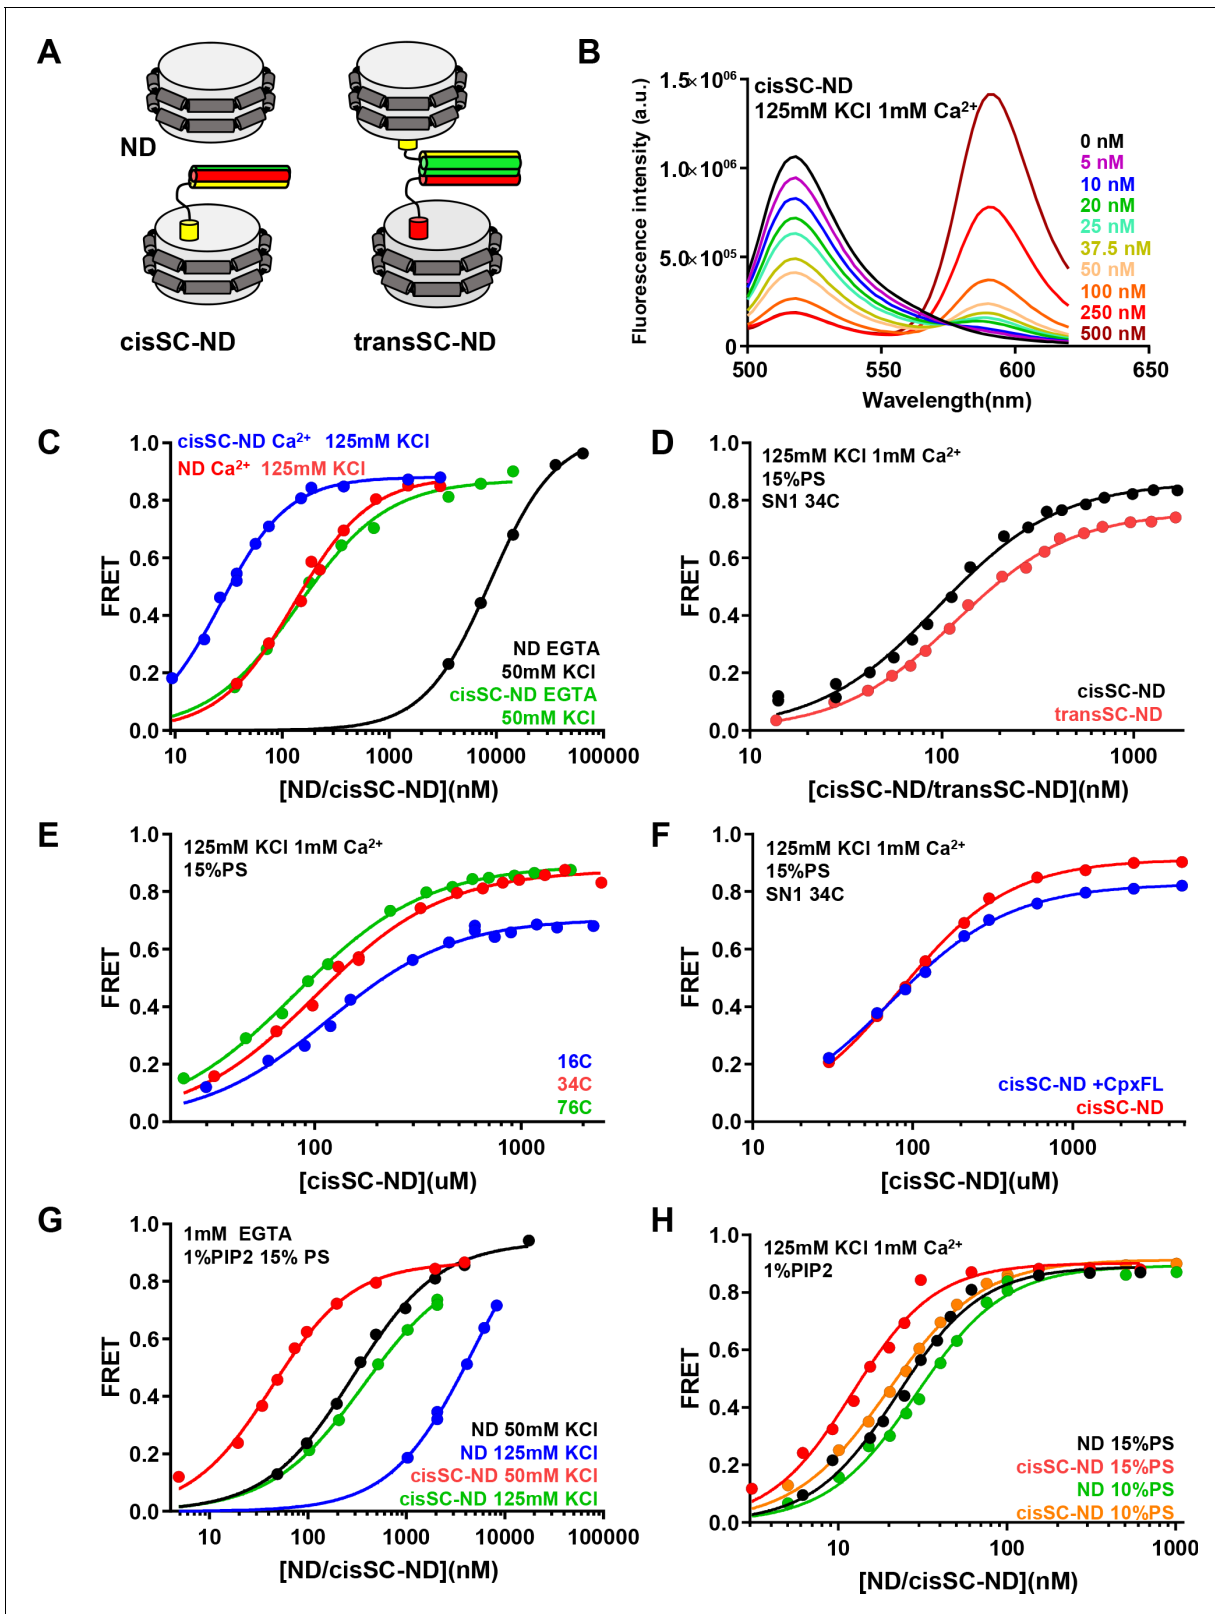 A
ND
cisSC-ND
transSC-ND
B
Fluorescence intensity (a.u.)
1.5×10⁰⁶
1.0×10⁰⁶
5.0×10⁰⁵
0
cisSC-ND
125mM KCl 1mM Ca²⁺
0 nM
5 nM
10 nM
20 nM
25 nM
37.5 nM
50 nM
100 nM
250 nM
500 nM
500
550
600
650
Wavelength(nm)
C
FRET
1.0
0.8
0.6
0.4
0.2
0.0
cisSC-ND Ca²⁺ 125mM KCl
ND Ca²⁺ 125mM KCl
ND EGTA
50mM KCl
cisSC-ND EGTA
50mM KCl
10
100
1000
10000
100000
[ND/cisSC-ND](nM)
D
FRET
1.0
0.8
0.6
0.4
0.2
0.0
125mM KCl 1mM Ca²⁺
15%PS
SN1 34C
cisSC-ND
transSC-ND
10
100
1000
[cisSC-ND/transSC-ND](nM)
E
FRET
1.0
0.8
0.6
0.4
0.2
0.0
125mM KCl 1mM Ca²⁺
15%PS
16C
34C
76C
100
1000
[cisSC-ND](uM)
F
FRET
1.0
0.8
0.6
0.4
0.2
0.0
125mM KCl 1mM Ca²⁺
15%PS
SN1 34C
cisSC-ND +CpxFL
cisSC-ND
10
100
1000
[cisSC-ND](uM)
G
FRET
1.0
0.8
0.6
0.4
0.2
0.0
1mM EGTA
1%PIP2 15% PS
ND 50mM KCl
ND 125mM KCl
cisSC-ND 50mM KCl
cisSC-ND 125mM KCl
10
100
1000
10000
100000
[ND/cisSC-ND](nM)
H
FRET
1.0
0.8
0.6
0.4
0.2
0.0
125mM KCl 1mM Ca²⁺
1%PIP2
ND 15%PS
cisSC-ND 15%PS
ND 10%PS
cisSC-ND 10%PS
10
100
1000
[ND/cisSC-ND](nM)